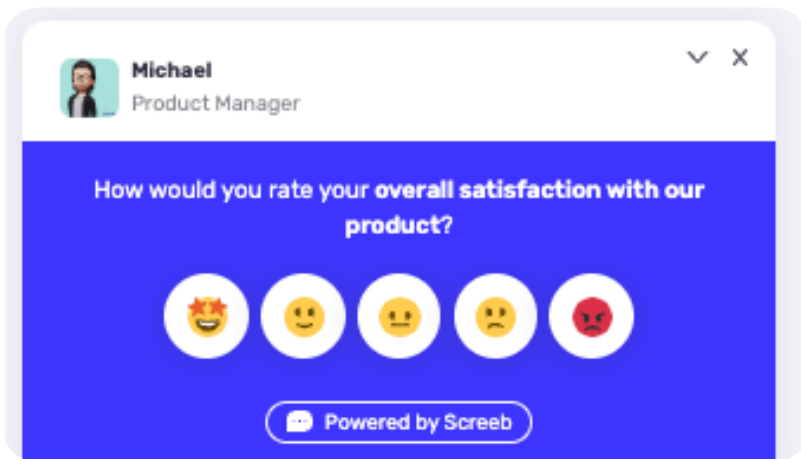 Michael
Product Manager
How would you rate your overall satisfaction with our
product?
Powered by Screeb